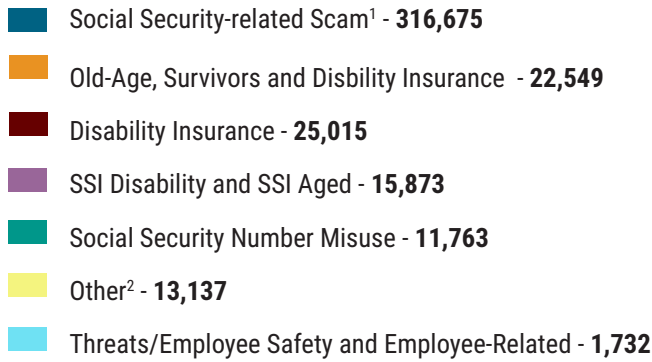 Social Security-related Scam¹ - 316,675
Old-Age, Survivors and Disbility Insurance - 22,549
Disability Insurance - 25,015
SSI Disability and SSI Aged - 15,873
Social Security Number Misuse - 11,763
Other² - 13,137
Threats/Employee Safety and Employee-Related - 1,732